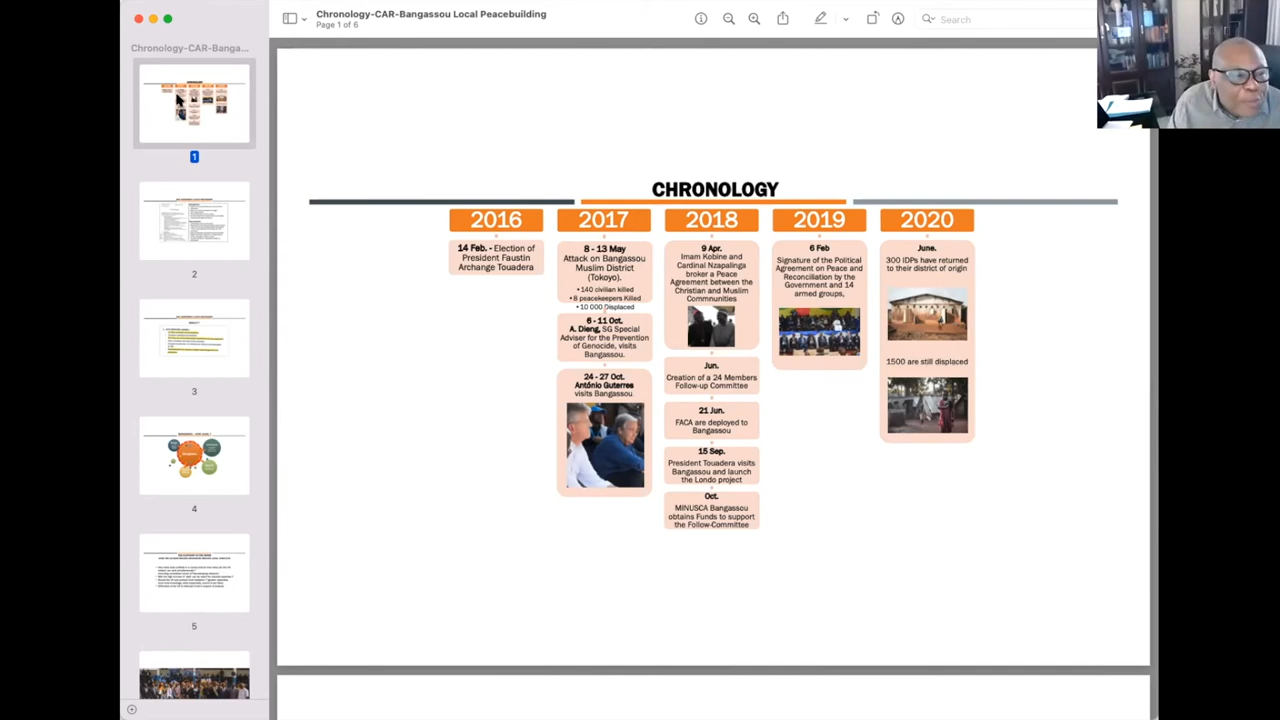 Chronology-CAR-Bangassou Local Peacebuilding
Page 1 of 6
Search
Chronology-CAR-Banga...
1
2
3
4
5
CHRONOLOGY
2016
14 Feb. - Election of
President Faustin
Archange Touadera
2017
8 - 13 May
Attack on Bangassou
Muslim District
(Tokoyo).
• 140 civilian killed
• 8 peacekeepers Killed
• 10 000 Displaced
6 - 11 Oct.
A. Dieng, SG Special
Adviser for the Prevention
of Genocide, visits
Bangassou.
24 - 27 Oct.
António Guterres
visits Bangassou
2018
9 Apr.
Imam Kobine and
Cardinal Nzapalinga
broker a Peace
Agreement between the
Christian and Muslim
Commnunities
Jun.
Creation of a 24 Members
Follow-up Committee
21 Jun.
FACA are deployed to
Bangassou
15 Sep.
President Touadera visits
Bangassou and launch
the Londo project
Oct.
MINUSCA Bangassou
obtains Funds to support
the Follow-Committee
2019
6 Feb
Signature of the Political
Agreement on Peace and
Reconciliation by the
Government and 14
armed groups,
2020
June.
300 IDPs have returned
to their district of origin
1500 are still displaced